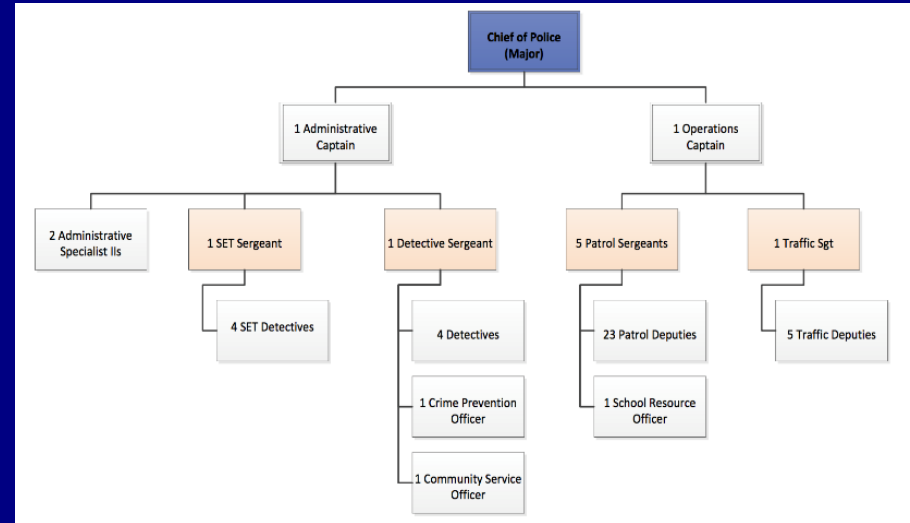 Chief of Police
(Major)
1 Administrative
Captain
1 Operations
Captain
2 Administrative
Specialist IIs
1 SET Sergeant
1 Detective Sergeant
5 Patrol Sergeants
1 Traffic Sgt
4 SET Detectives
4 Detectives
23 Patrol Deputies
5 Traffic Deputies
1 Crime Prevention
Officer
1 School Resource
Officer
1 Community Service
Officer